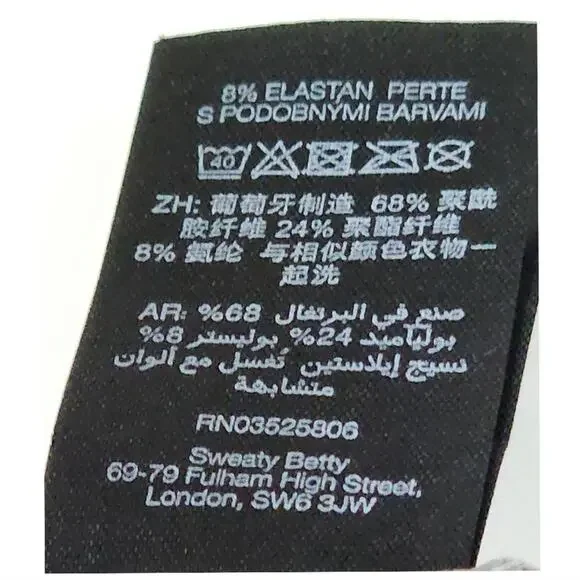 8% ELASTAN PERTE
S PODOBNÝMI BARVAMI
40
ZH: 葡萄牙制造 68% 聚酰
胺纤维 24% 聚酯纤维
8% 氨纶 与相似颜色衣物一
起洗
AR: صنع في البرتغال 68%
بولياميد 24% بوليستر 8%
نسيج إيلاستين تُغسل مع ألوان
متشابهة
RN03525806
Sweaty Betty
69-79 Fulham High Street,
London, SW6 3JW